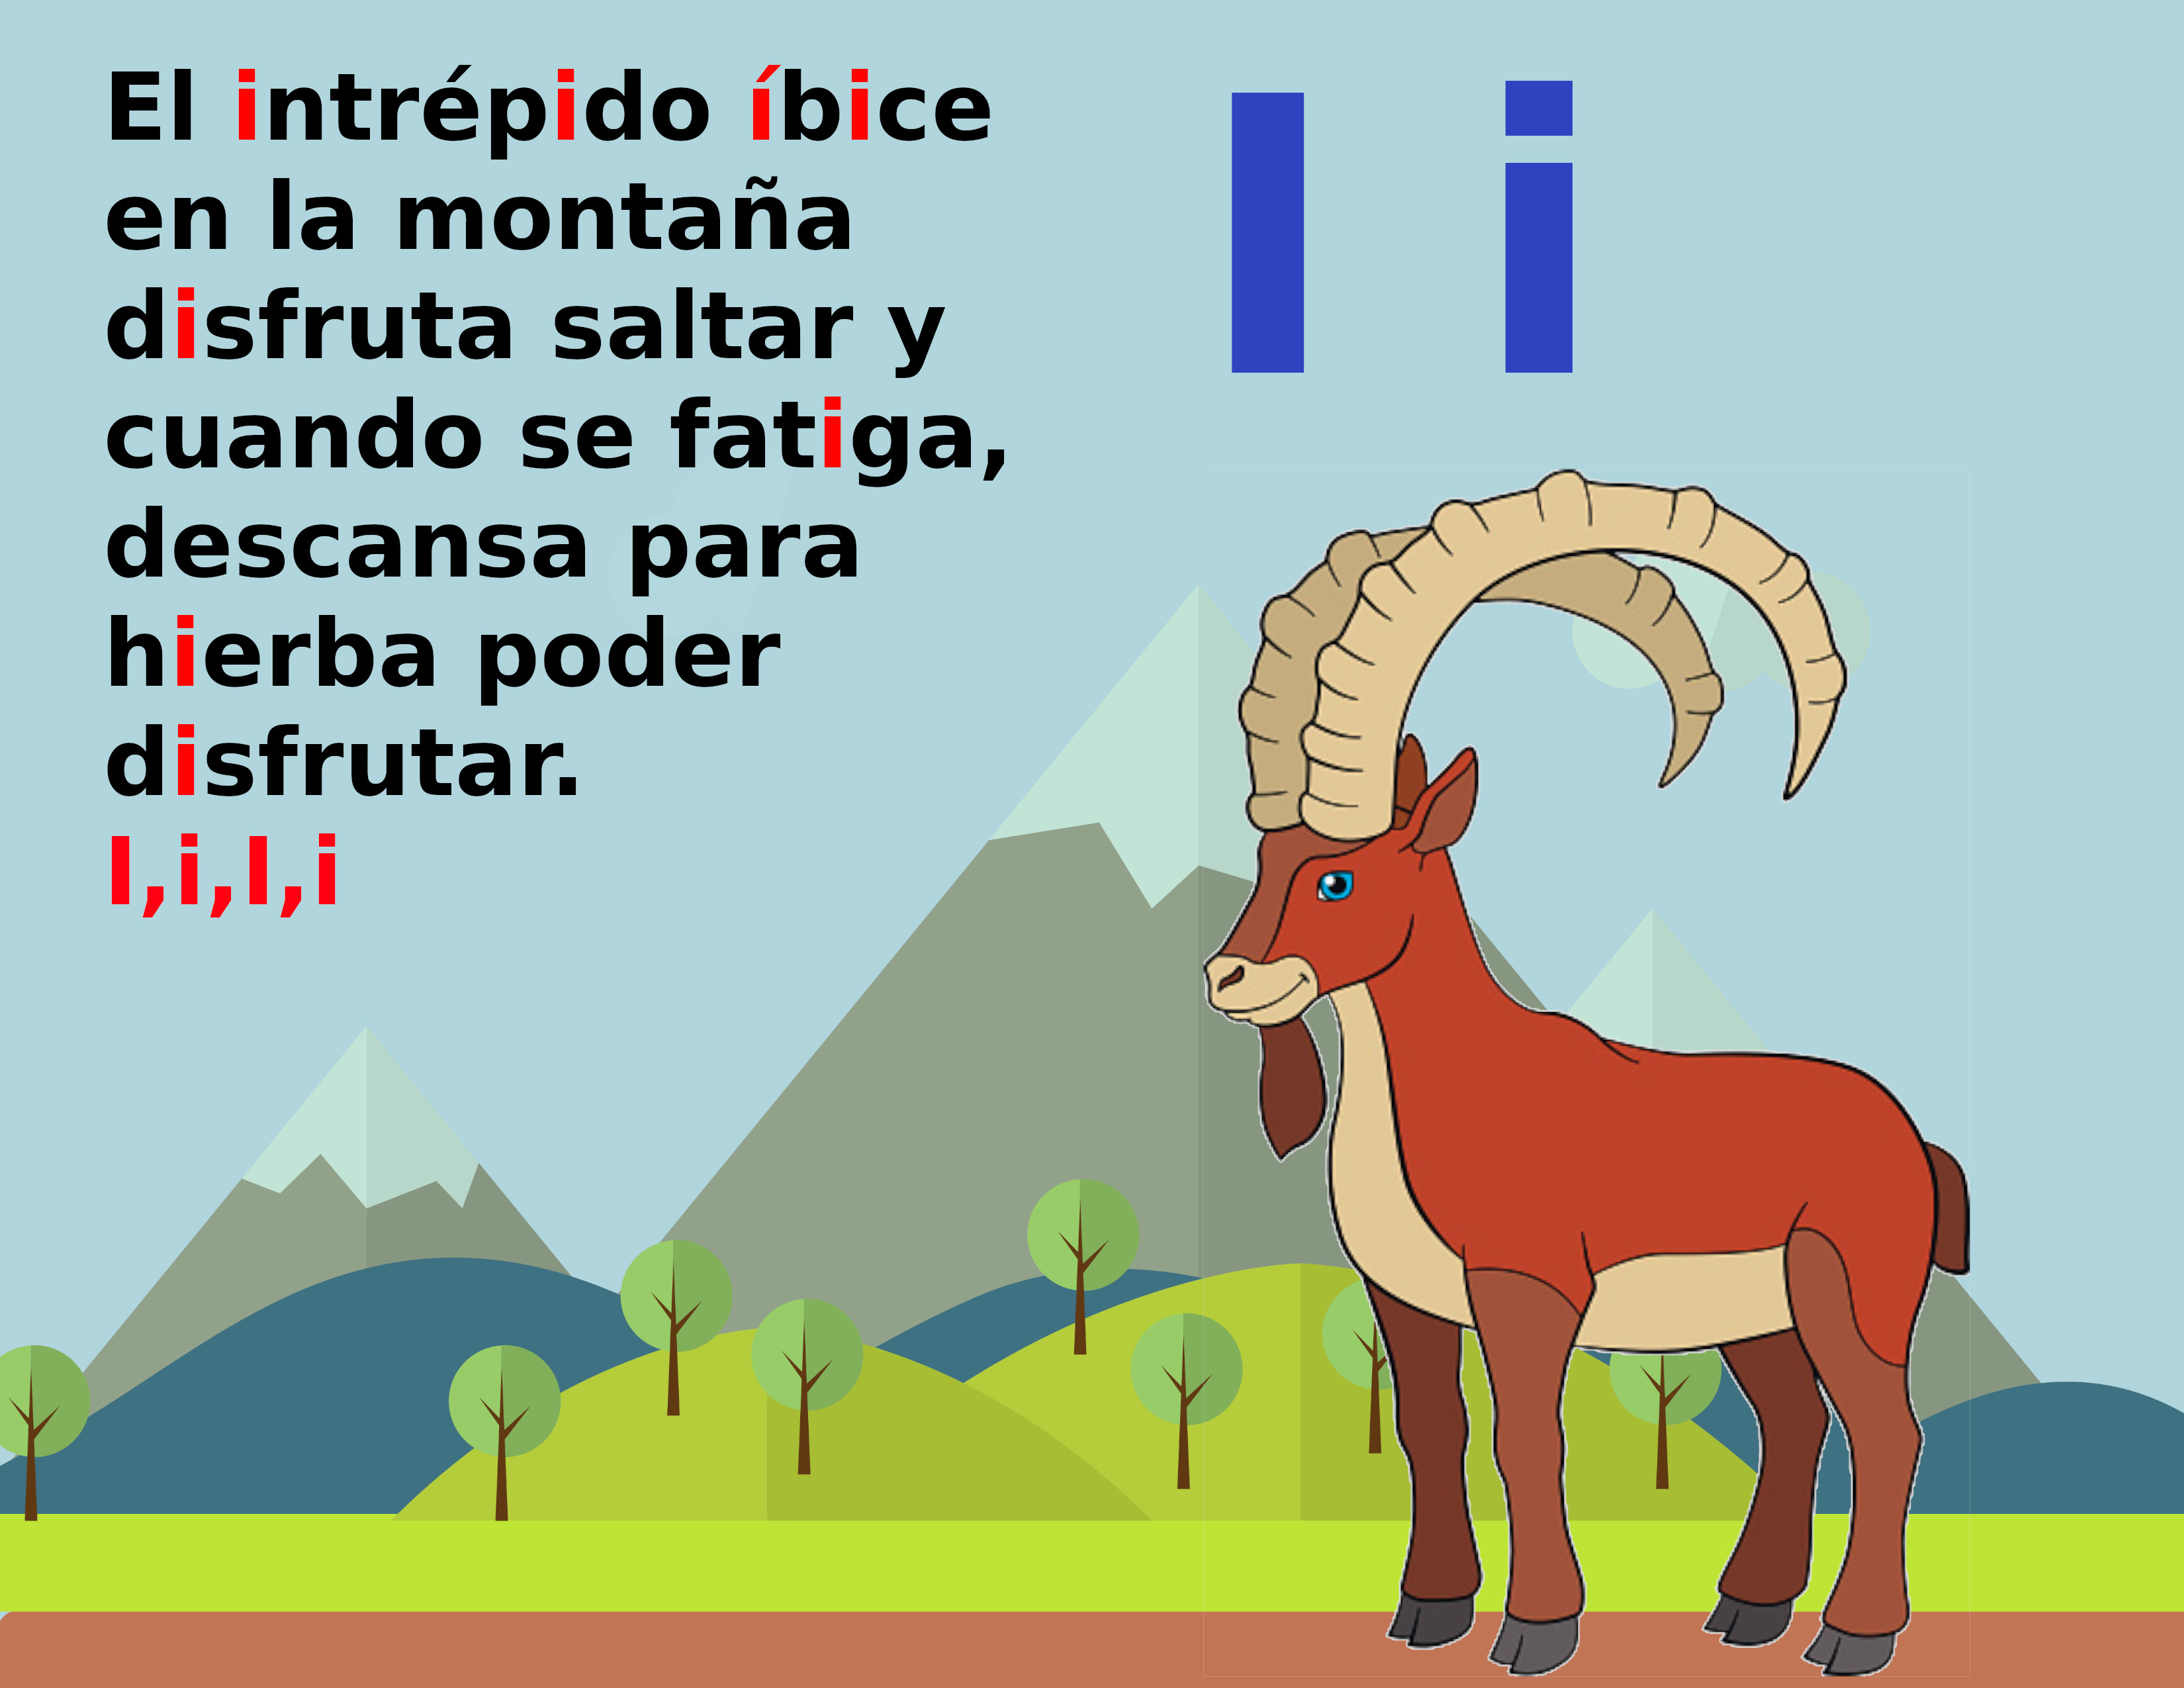 El intrépido íbice
en la montaña
disfruta saltar y
cuando se fatiga,
descansa para
hierba poder
disfrutar.
I,i,I,i
I i